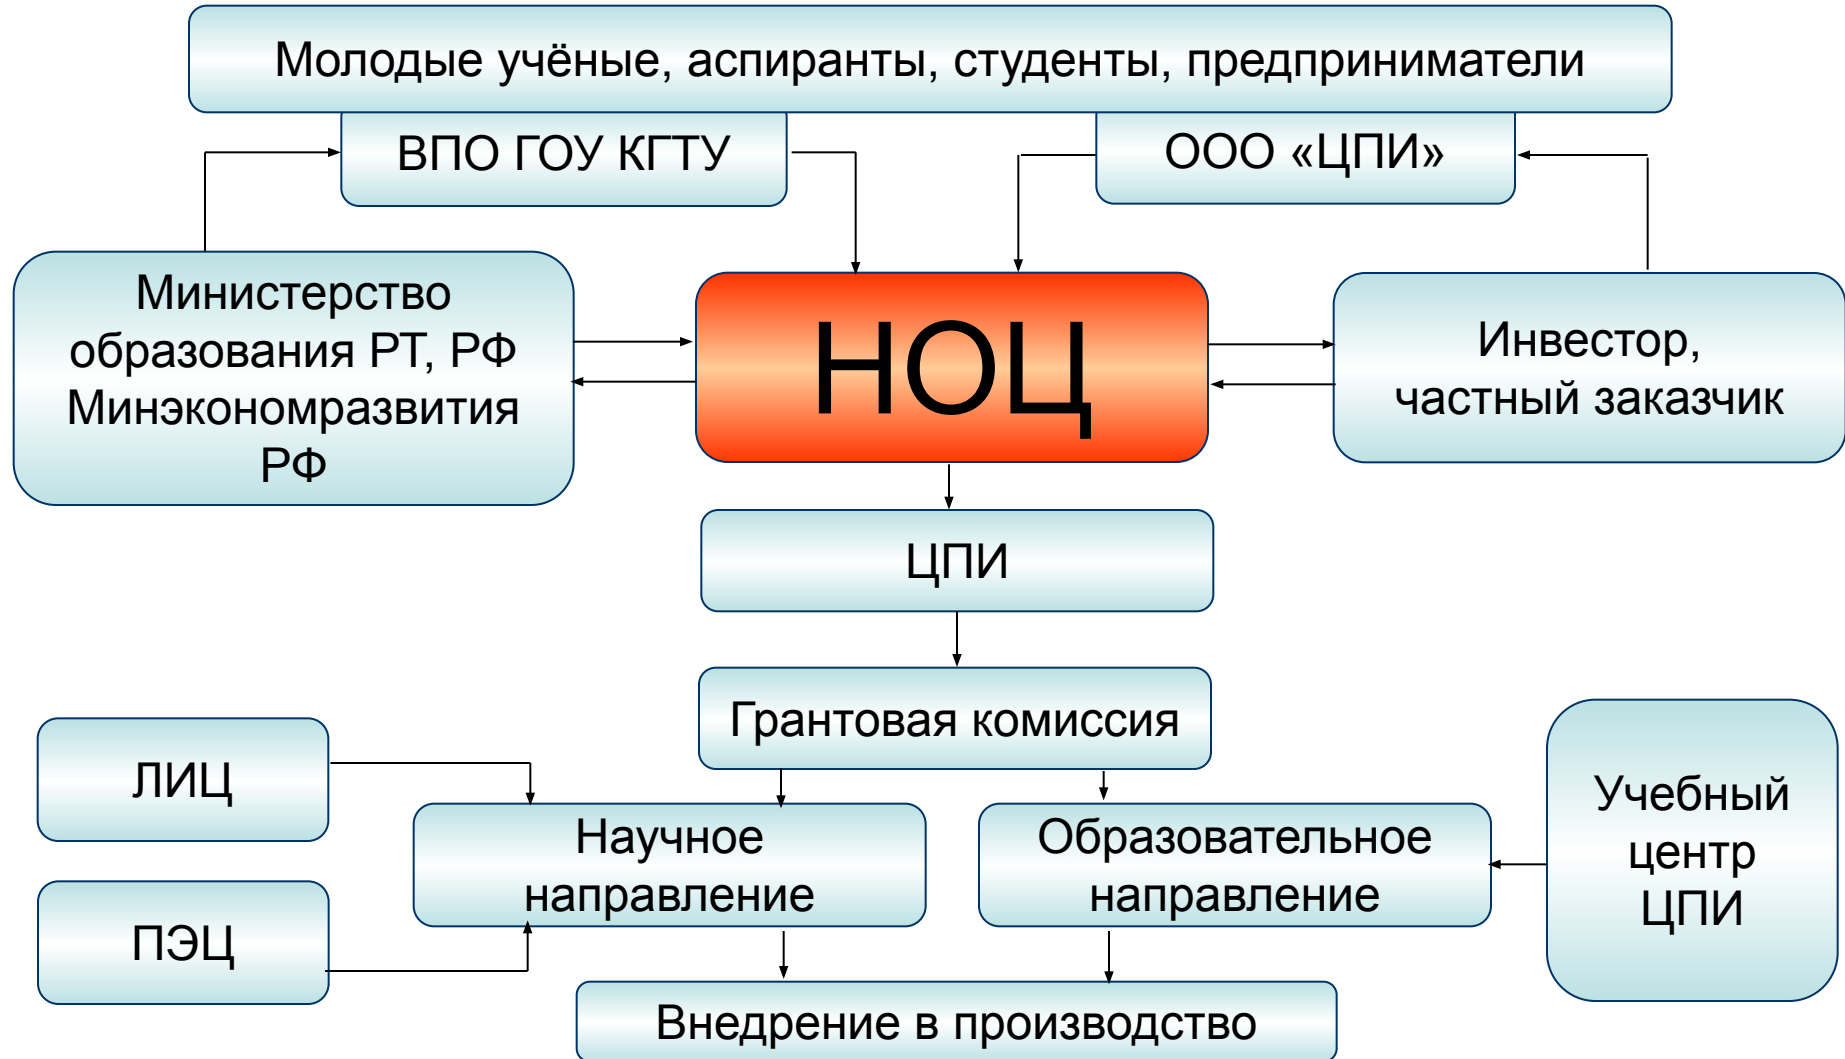 Молодые учёные, аспиранты, студенты, предприниматели
ВПО ГОУ КГТУ
ООО «ЦПИ»
Министерство
образования РТ, РФ
Минэкономразвития
РФ
НОЦ
Инвестор,
частный заказчик
ЦПИ
Грантовая комиссия
ЛИЦ
ПЭЦ
Научное
направление
Образовательное
направление
Учебный
центр
ЦПИ
Внедрение в производство